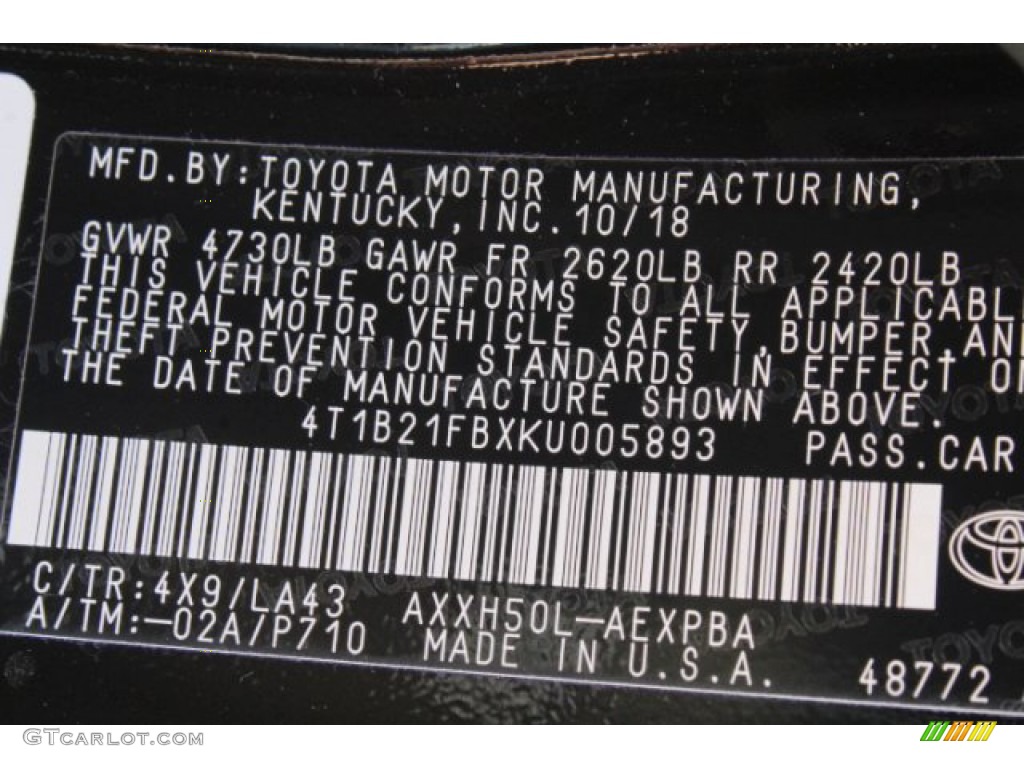 MFD.BY:TOYOTA MOTOR MANUFACTURING,
KENTUCKY,INC.10/18
GVWR 4730LB GAWR FR 2620LB RR 2420LB
THIS VEHICLE CONFORMS TO ALL APPLICABL
FEDERAL MOTOR VEHICLE SAFETY,BUMPER,AN
THEFT PREVENTION STANDARDS IN EFFECT O
THE DATE OF MANUFACTURE SHOWN ABOVE.
4T1B21FBXKU005893 PASS.CAR
C/TR:4X9/LA43 AXXH50L-AEXPBA
A/TM:-02A/P710 MADE IN U.S.A. 48772
GTCARLOT.COM